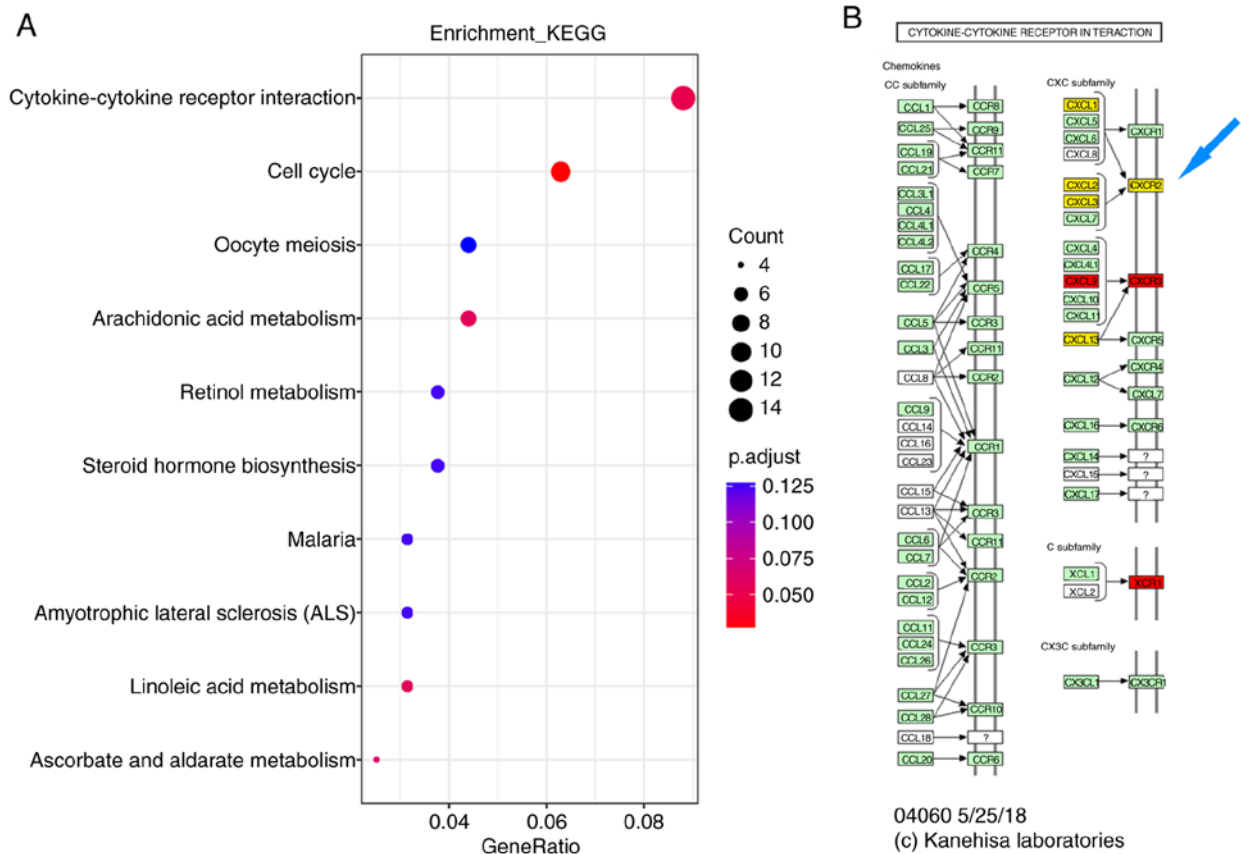 A
Enrichment_KEGG
Cytokine-cytokine receptor interaction
Cell cycle
Oocyte meiosis
Arachidonic acid metabolism
Retinol metabolism
Steroid hormone biosynthesis
Malaria
Amyotrophic lateral sclerosis (ALS)
Linoleic acid metabolism
Ascorbate and aldarate metabolism
0.04 0.06 0.08
GeneRatio
Count
4
6
8
10
12
14
p.adjust
0.125
0.100
0.075
0.050
B
CYTOKINE-CYTOKINE RECEPTOR IN TERACTION
Chemokines
CC subfamily
CCL1 CCR8
CCL25 CCR9
CCL19 CCR11
CCL21 CCR7
CCL3L1
CCL4
CCL4L1
CCL4L2
CCR4
CCL17
CCL22 CCR5
CCL5 CCR3
CCL3 CCR11
CCL8 CCR2
CCL9
CCL14
CCL16 CCR1
CCL23
CCL15
CCL13 CCR3
CCL6 CCR11
CCL7
CCL2 CCR2
CCL12
CCL11
CCL24 CCR3
CCL26
CCL27
CCL28 CCR10
CCL18 ?
CCL20 CCR6
CXC subfamily
CXCL1
CXCL5 CXCR1
CXCL6
CXCL8
CXCL2 CXCR2
CXCL3
CXCL7
CXCL4
CXCL4L1
CXCL9 CXCR3
CXCL10
CXCL11
CXCL13 CXCR5
CXCR4
CXCL12
CXCL7
CXCL16 CXCR6
CXCL14 ?
CXCL15 ?
CXCL17 ?
C subfamily
XCL1 XCR1
XCL2
CX3C subfamily
CX3CL1 CX3CR1
04060 5/25/18
(c) Kanehisa laboratories